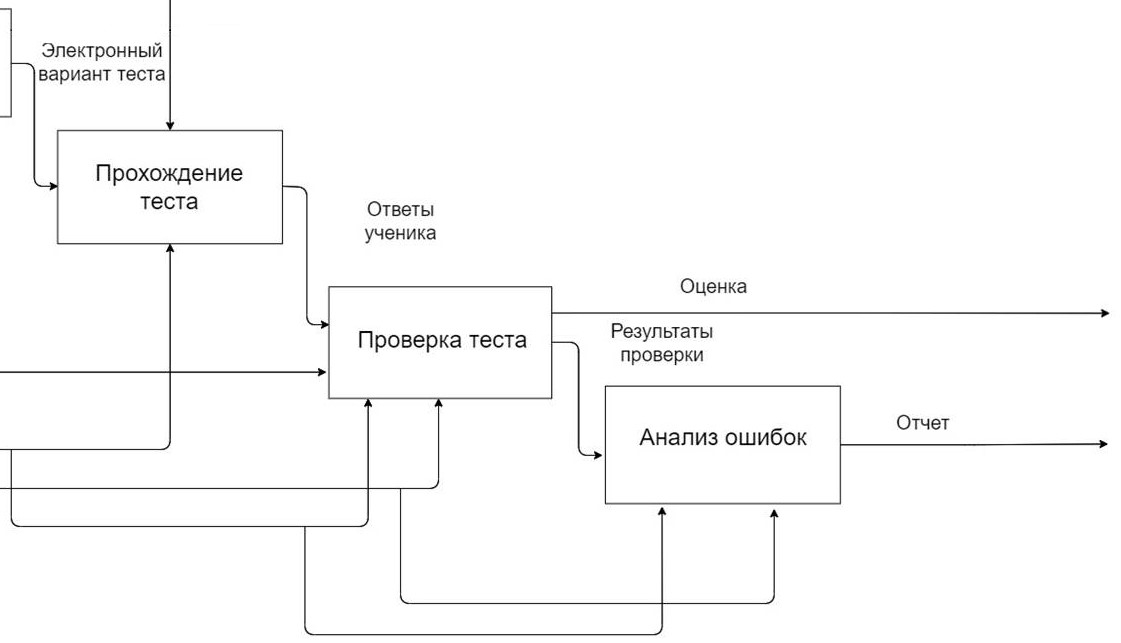 Электронный
вариант теста
Прохождение
теста
Ответы
ученика
Оценка
Проверка теста
Результаты
проверки
Отчет
Анализ ошибок